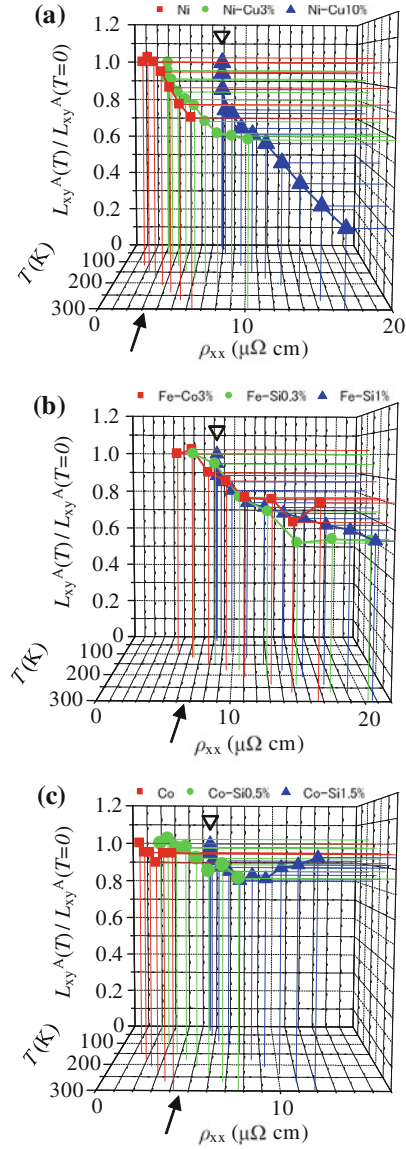 (a)
Ni Ni-Cu3% Ni-Cu10%
L_xy^A(T) / L_xy^A(T=0)
1.2
1.0
0.8
0.6
0.4
0.2
0
T(K)
100
200
300
0 10 20
ρ_xx (μΩ cm)
(b)
Fe-Co3% Fe-Si0.3% Fe-Si1%
L_xy^A(T) / L_xy^A(T=0)
1.2
1.0
0.8
0.6
0.4
0.2
0
T(K)
100
200
300
0 10 20
ρ_xx (μΩ cm)
(c)
Co Co-Si0.5% Co-Si1.5%
L_xy^A(T) / L_xy^A(T=0)
1.2
1.0
0.8
0.6
0.4
0.2
0
T(K)
100
200
300
0 10
ρ_xx (μΩ cm)